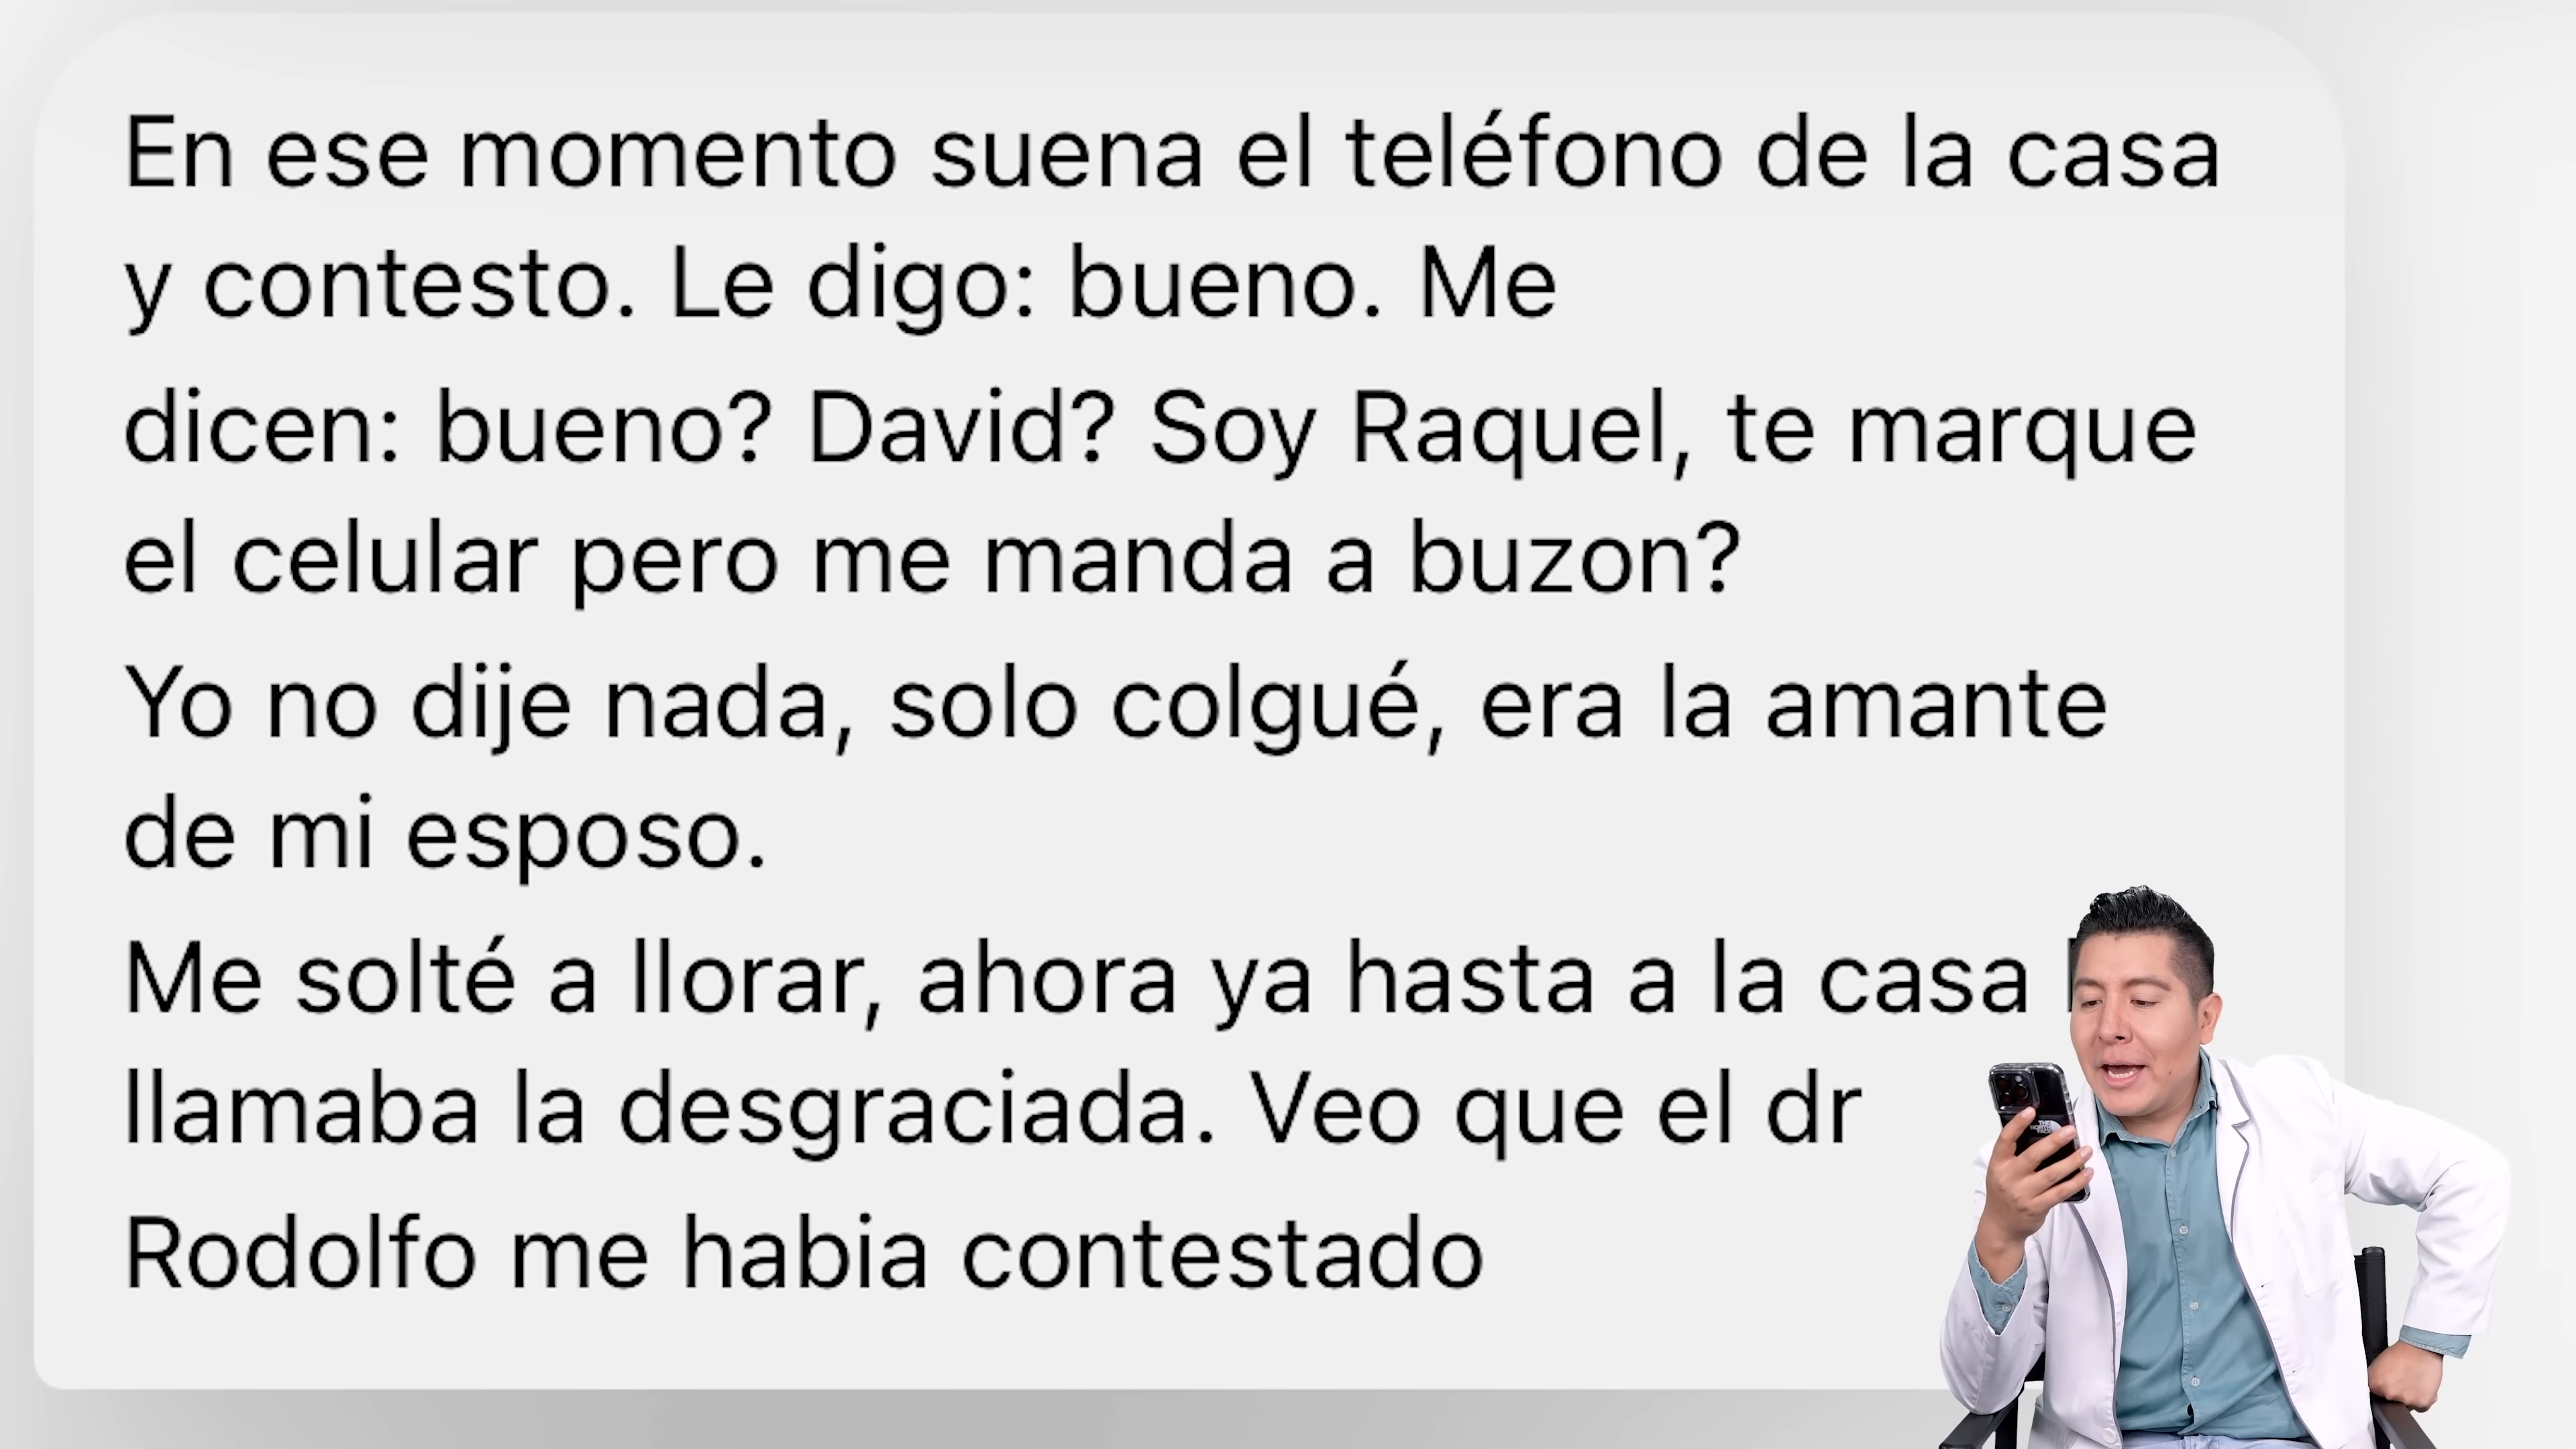 En ese momento suena el teléfono de la casa
y contesto. Le digo: bueno. Me
dicen: bueno? David? Soy Raquel, te marque
el celular pero me manda a buzon?
Yo no dije nada, solo colgué, era la amante
de mi esposo.
Me solté a llorar, ahora ya hasta a la casa
llamaba la desgraciada. Veo que el dr
Rodolfo me habia contestado